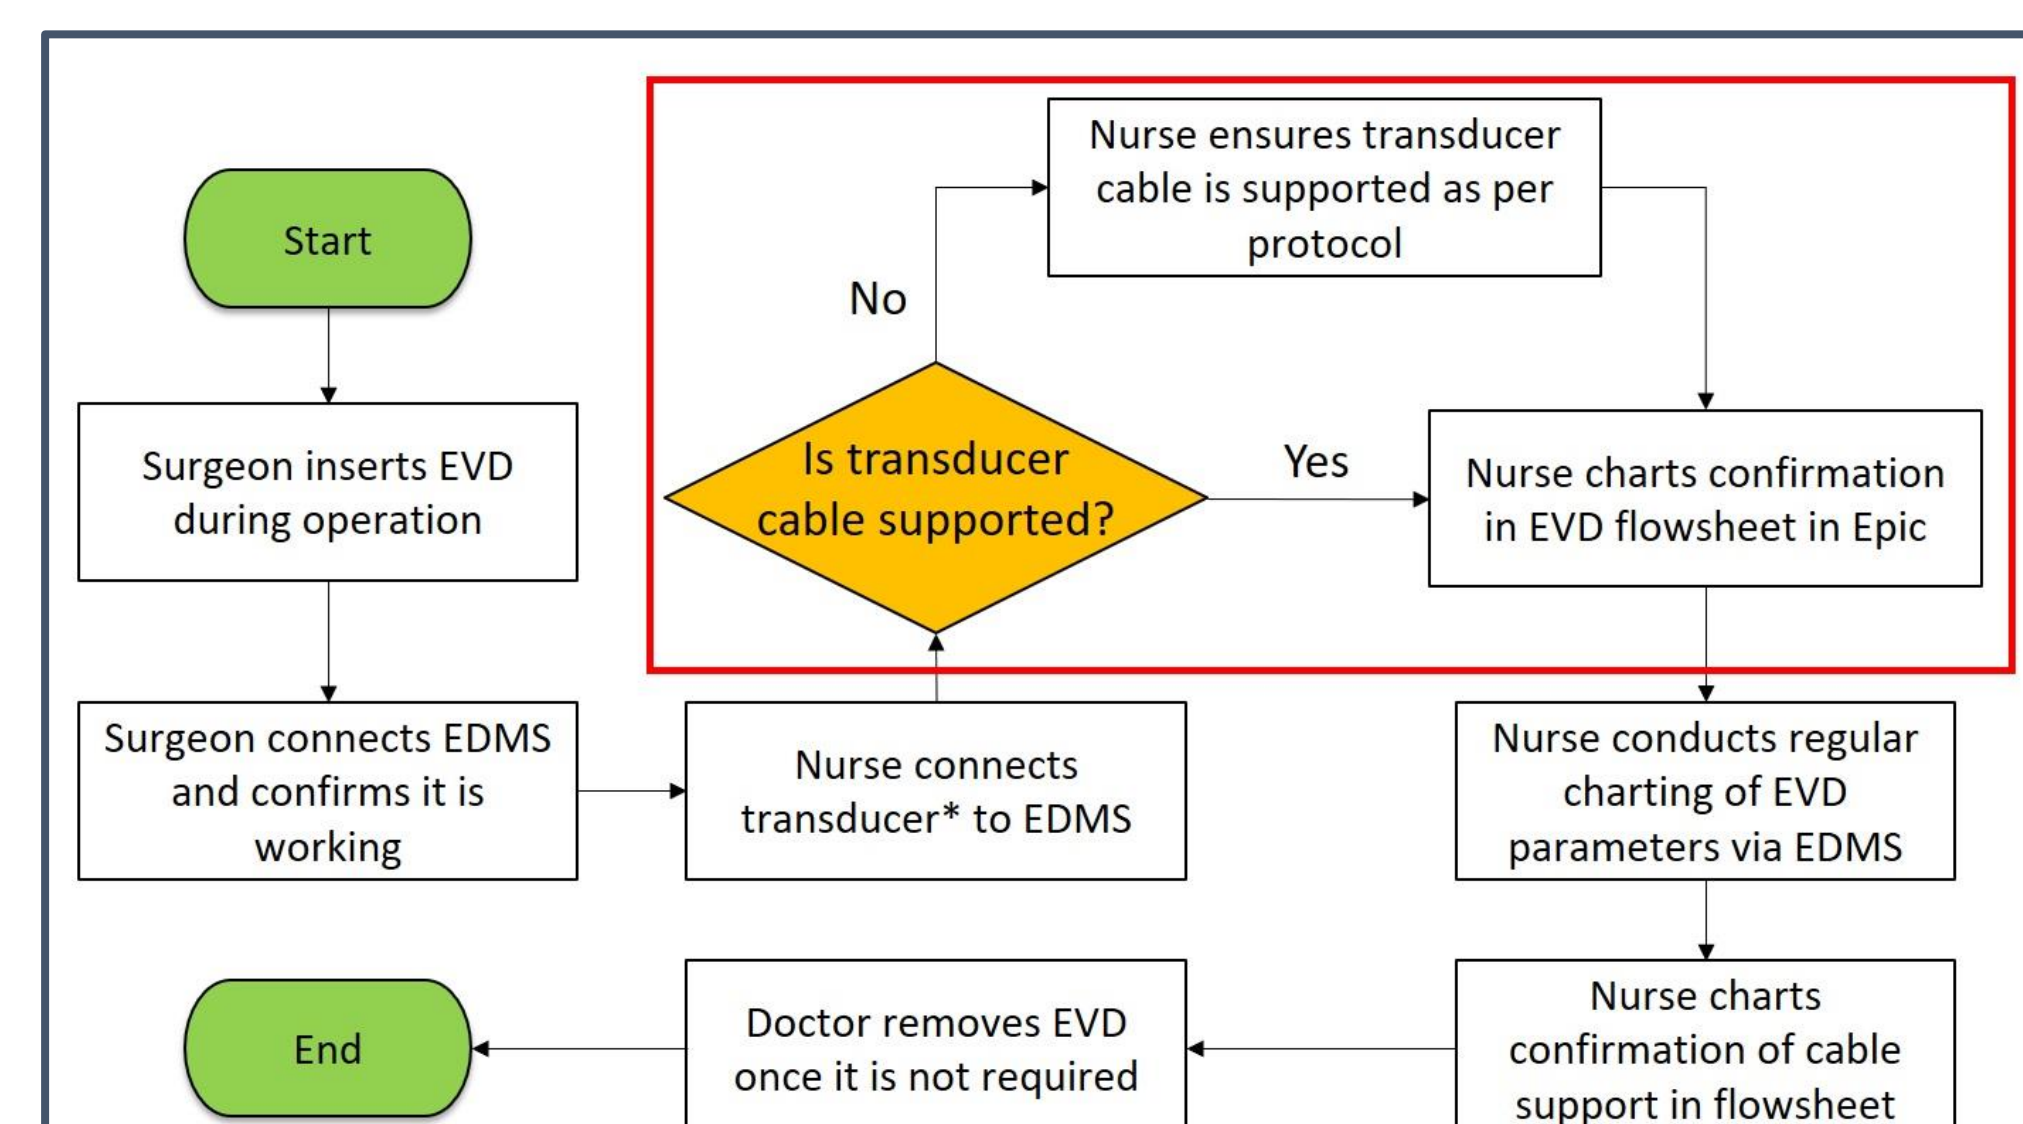 Start
Surgeon inserts EVD
during operation
Surgeon connects EDMS
and confirms it is
working
Nurse connects
transducer* to EDMS
Is transducer
cable supported?
No
Nurse ensures transducer
cable is supported as per
protocol
Yes
Nurse charts confirmation
in EVD flowsheet in Epic
Nurse conducts regular
charting of EVD
parameters via EDMS
Nurse charts
confirmation of cable
support in flowsheet
Doctor removes EVD
once it is not required
End